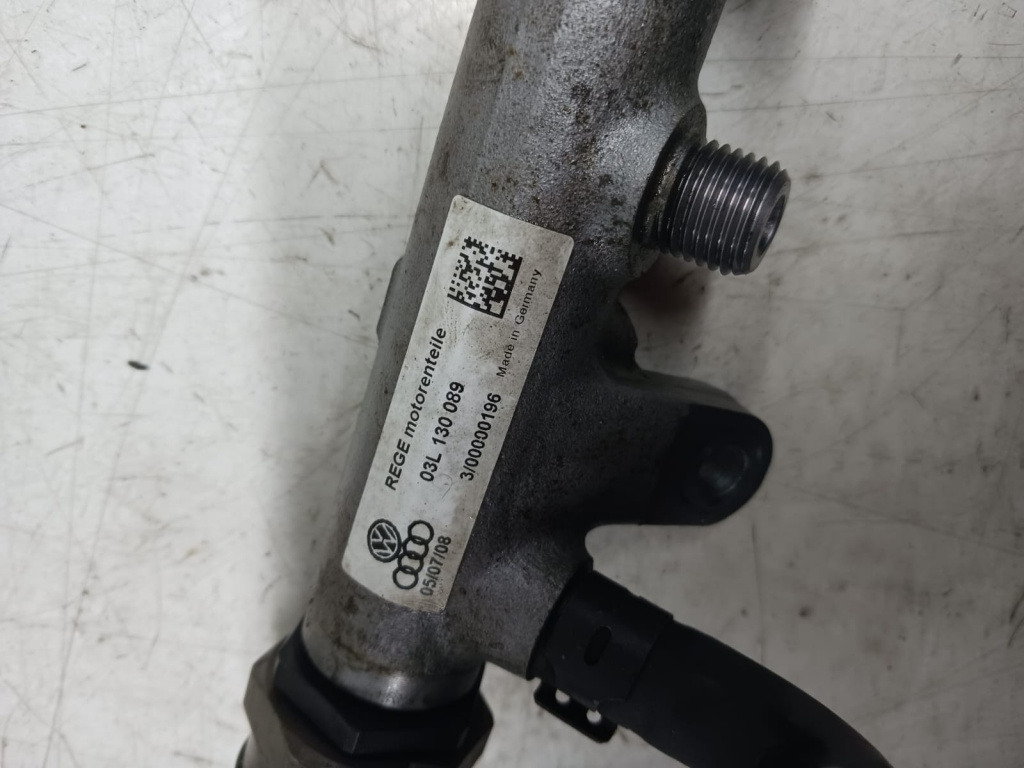 REGE motorenteile
03L 130 089
3/00000196 Made in Germany
05/07/08